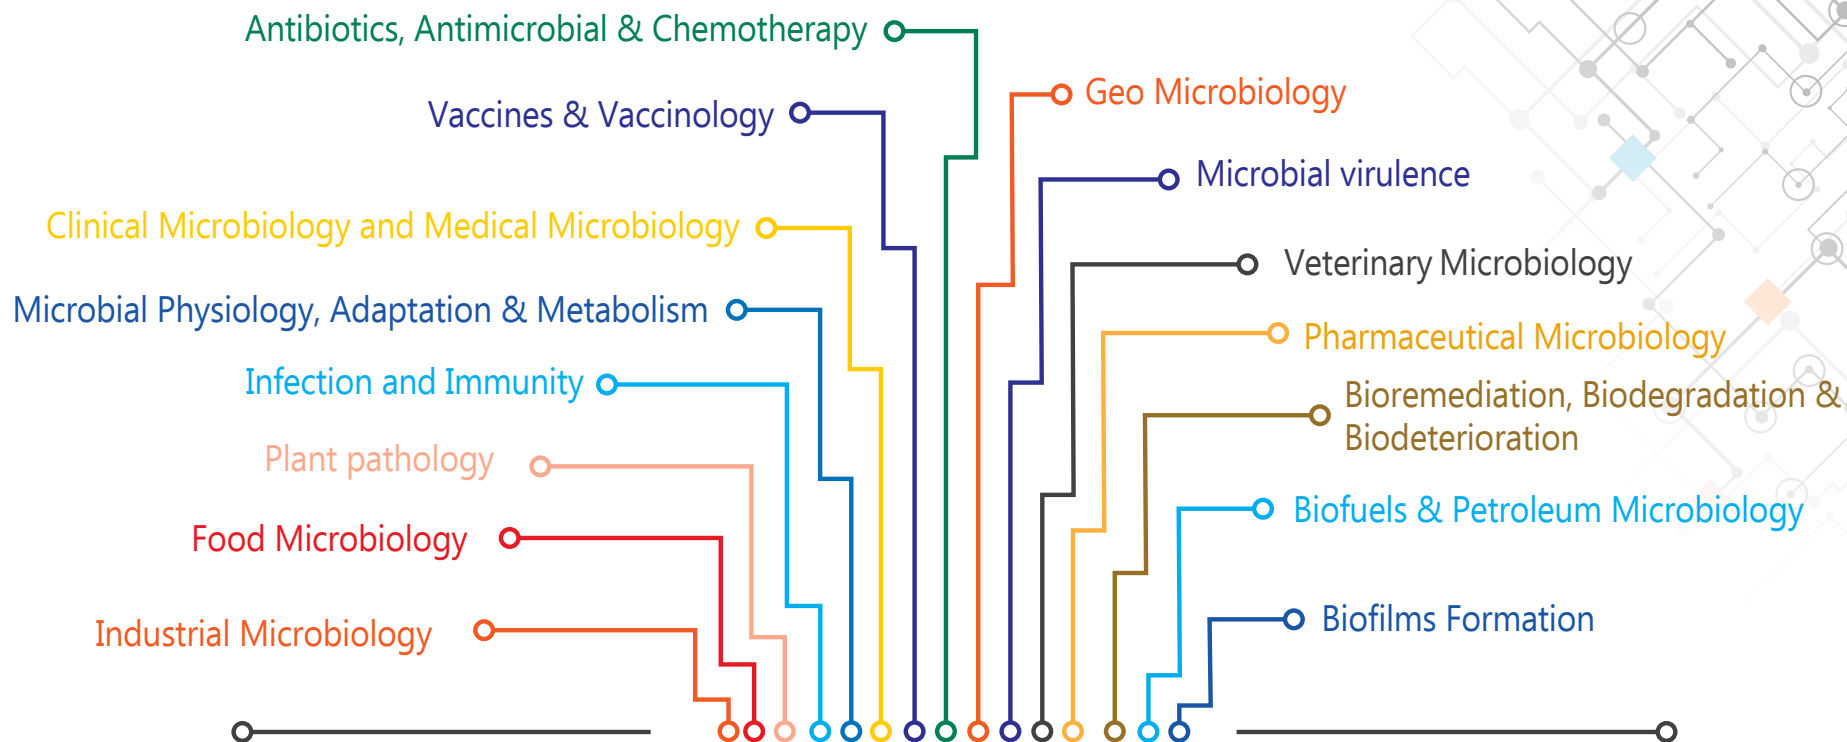 Antibiotics, Antimicrobial & Chemotherapy
Vaccines & Vaccinology
Clinical Microbiology and Medical Microbiology
Microbial Physiology, Adaptation & Metabolism
Infection and Immunity
Plant pathology
Food Microbiology
Industrial Microbiology
Geo Microbiology
Microbial virulence
Veterinary Microbiology
Pharmaceutical Microbiology
Bioremediation, Biodegradation &
Biodeterioration
Biofuels & Petroleum Microbiology
Biofilms Formation